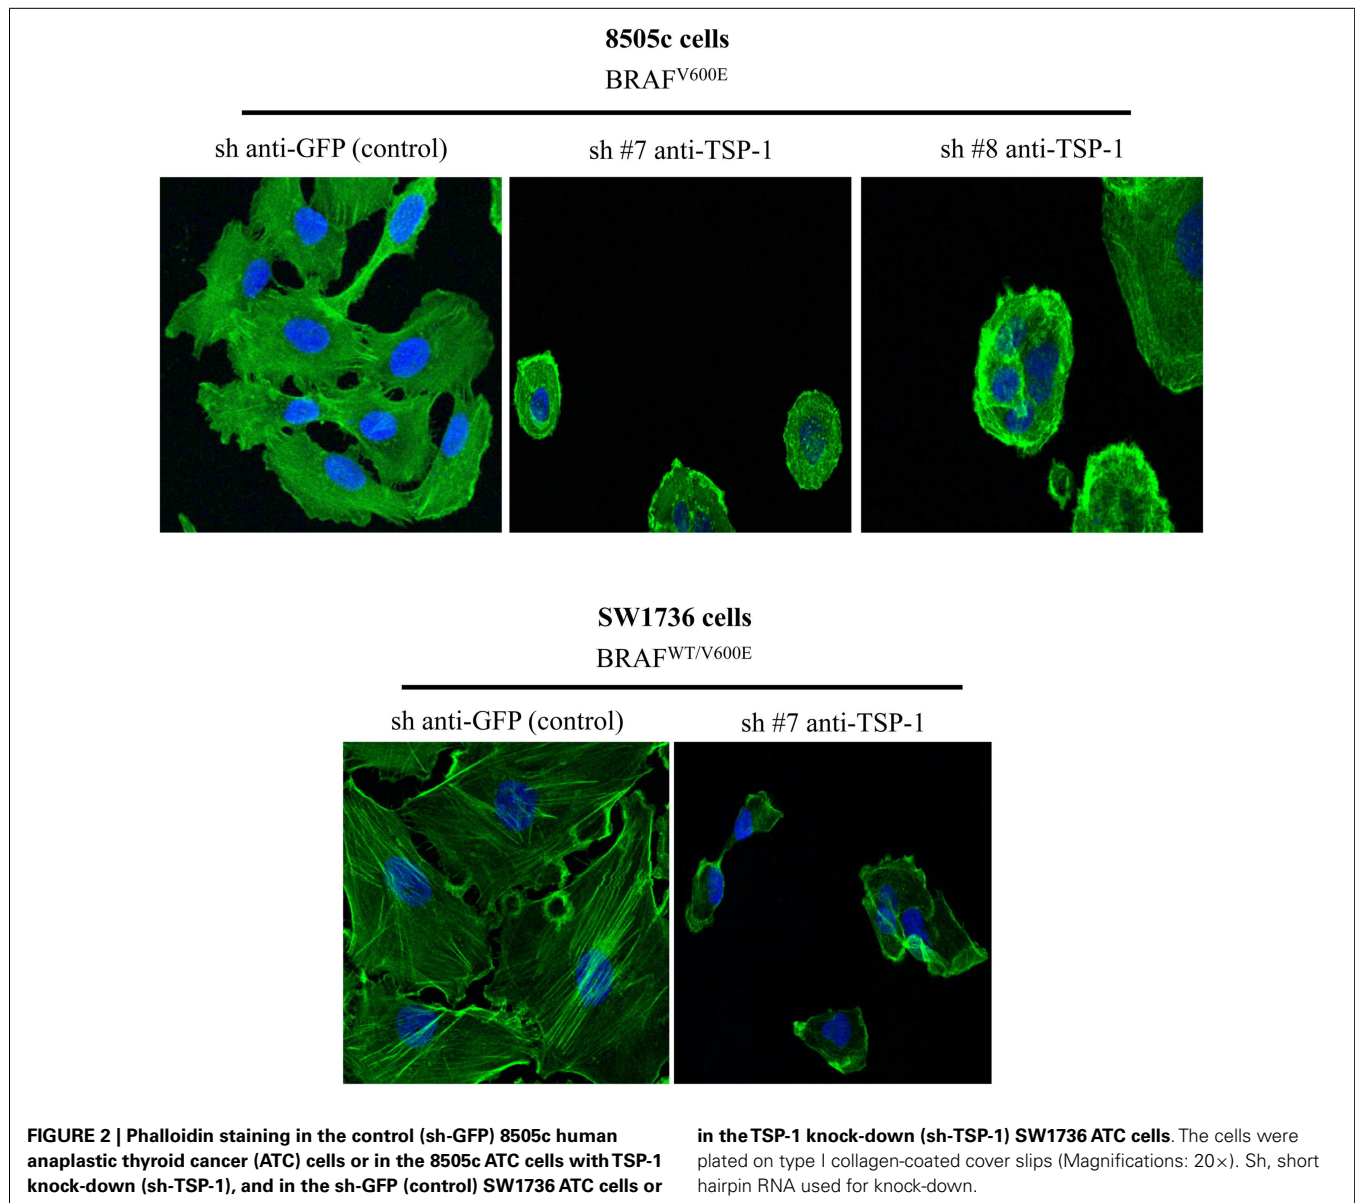 8505c cells
BRAFV600E
sh anti-GFP (control)
sh #7 anti-TSP-1
sh #8 anti-TSP-1
SW1736 cells
BRAFWT/V600E
sh anti-GFP (control)
sh #7 anti-TSP-1
FIGURE 2 | Phalloidin staining in the control (sh-GFP) 8505c human
anaplastic thyroid cancer (ATC) cells or in the 8505c ATC cells with TSP-1
knock-down (sh-TSP-1), and in the sh-GFP (control) SW1736 ATC cells or
in the TSP-1 knock-down (sh-TSP-1) SW1736 ATC cells. The cells were
plated on type I collagen-coated cover slips (Magnifications: 20×). Sh, short
hairpin RNA used for knock-down.